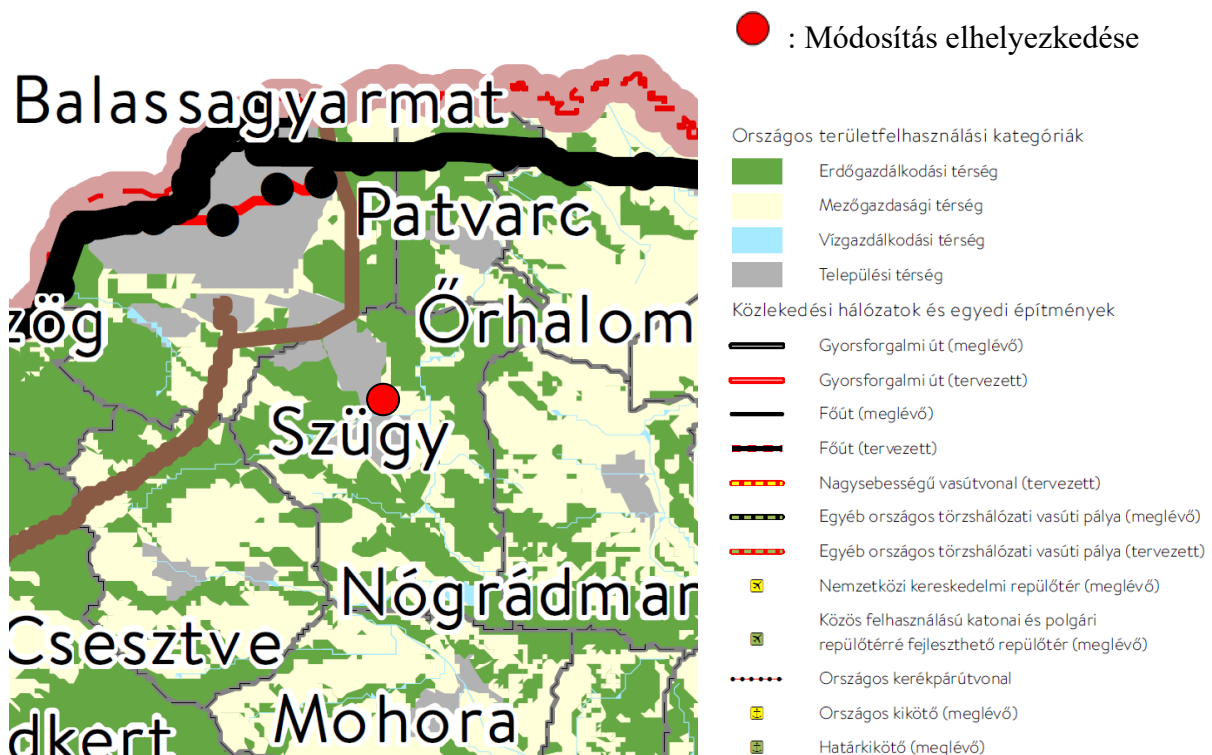 Balassagyarmat
Patvarc
Őrhalom
zög
Szügy
Nógrádmar
Csesztve
Mohora
dkert
: Módosítás elhelyezkedése
Országos területfelhasználási kategóriák
Erdőgazdálkodási térség
Mezőgazdasági térség
Vízgazdálkodási térség
Települési térség
Közlekedési hálózatok és egyedi építmények
Gyorsforgalmi út (meglévő)
Gyorsforgalmi út (tervezett)
Főút (meglévő)
Főút (tervezett)
Nagysebességű vasútvonal (tervezett)
Egyéb országos törzshálózati vasúti pálya (meglévő)
Egyéb országos törzshálózati vasúti pálya (tervezett)
Nemzetközi kereskedelmi repülőtér (meglévő)
Közös felhasználású katonai és polgári
repülőtérré fejleszthető repülőtér (meglévő)
Országos kerékpárútvonal
Országos kikötő (meglévő)
Határkikötő (meglévő)